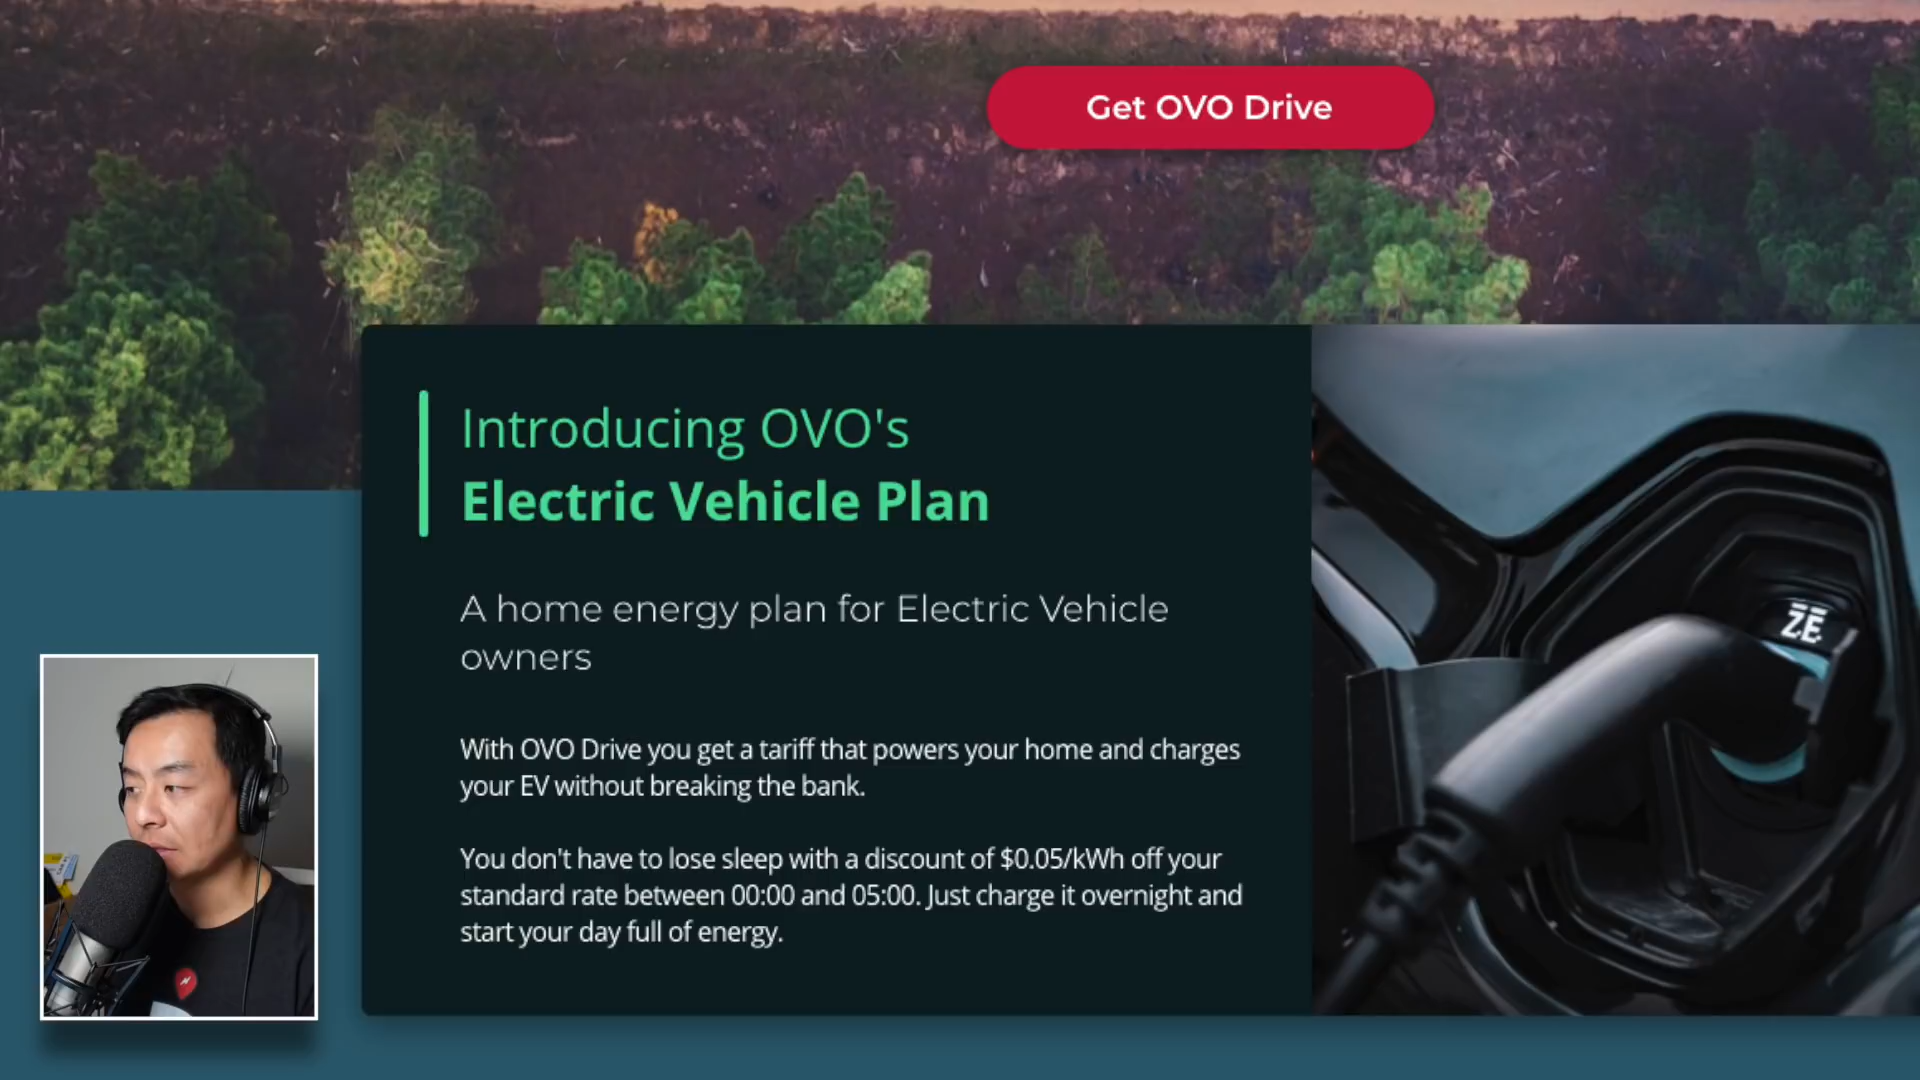 Get OVO Drive
Introducing OVO's
Electric Vehicle Plan
A home energy plan for Electric Vehicle
owners
With OVO Drive you get a tariff that powers your home and charges
your EV without breaking the bank.
You don't have to lose sleep with a discount of $0.05/kWh off your
standard rate between 00:00 and 05:00. Just charge it overnight and
start your day full of energy.
ZE